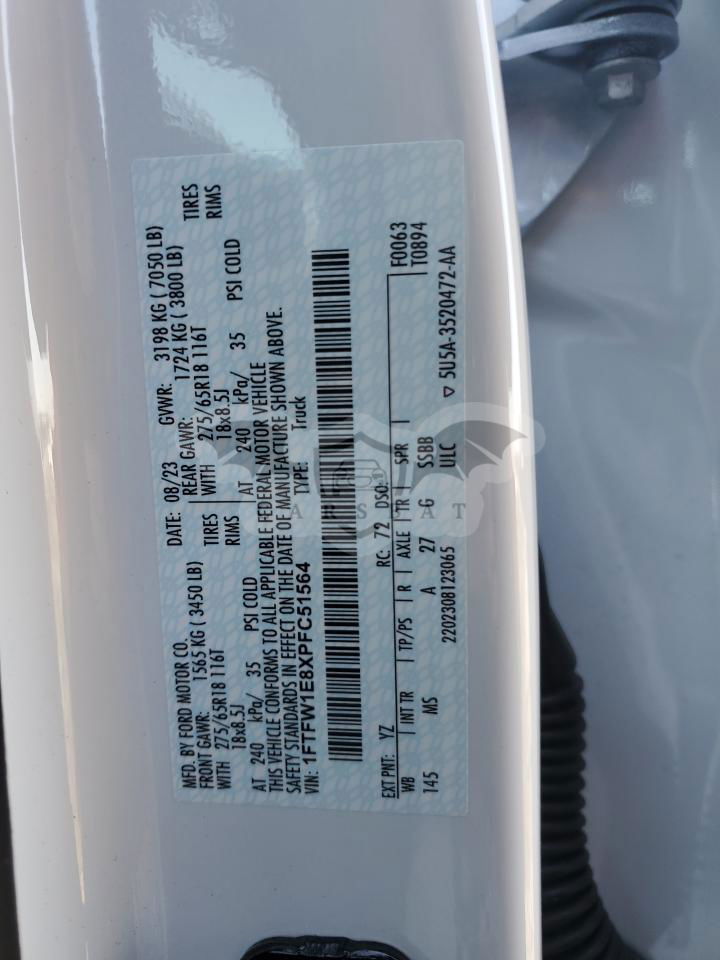 MFD. BY FORD MOTOR CO. DATE: 08/23 GVWR: 3198 KG ( 7050 LB)
FRONT GAWR: 1565 KG ( 3450 LB) REAR GAWR: 1724 KG ( 3800 LB)
WITH 275/65R18 116T TIRES WITH 275/65R18 116T TIRES
18x8.5J RIMS 18x8.5J RIMS
AT 240 kPa/ 35 PSI COLD AT 240 kPa/ 35 PSI COLD
THIS VEHICLE CONFORMS TO ALL APPLICABLE FEDERAL MOTOR VEHICLE
SAFETY STANDARDS IN EFFECT ON THE DATE OF MANUFACTURE SHOWN ABOVE.
VIN: 1FTFW1E8XPFC51564 TYPE: Truck
EXT PNT: YZ RC: 72 DSO: F0063
WB INT TR TP/PS R AXLE TR SPR T0894
145 MS A 27 G SSBB
2202308123065 ULC ▽ 5U5A-3520472-AA
ARSSAT